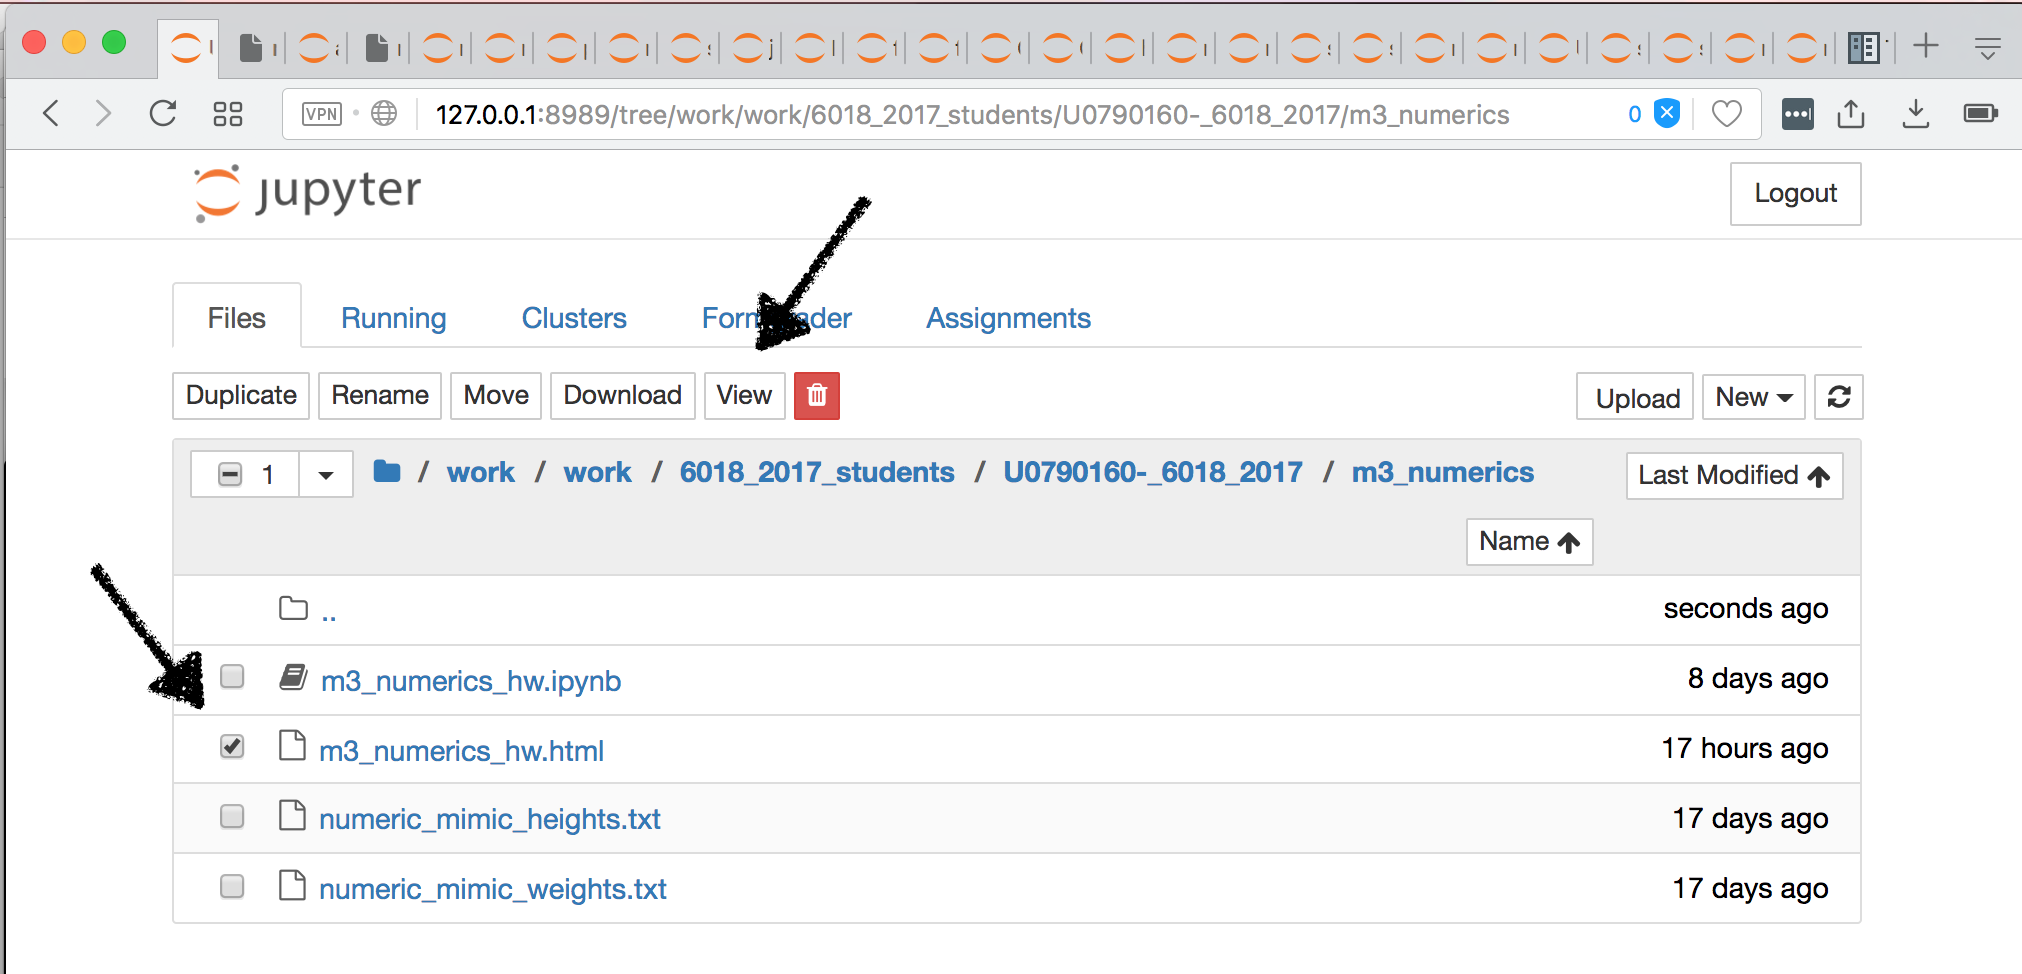 VPN 127.0.0.1:8989/tree/work/work/6018_2017_students/U0790160-_6018_2017/m3_numerics 0
jupyter Logout
Files Running Clusters Assignments
Duplicate Rename Move Download View Upload New
1 / work / work / 6018_2017_students / U0790160-_6018_2017 / m3_numerics Last Modified
Name
.. seconds ago
m3_numerics_hw.ipynb 8 days ago
m3_numerics_hw.html 17 hours ago
numeric_mimic_heights.txt 17 days ago
numeric_mimic_weights.txt 17 days ago